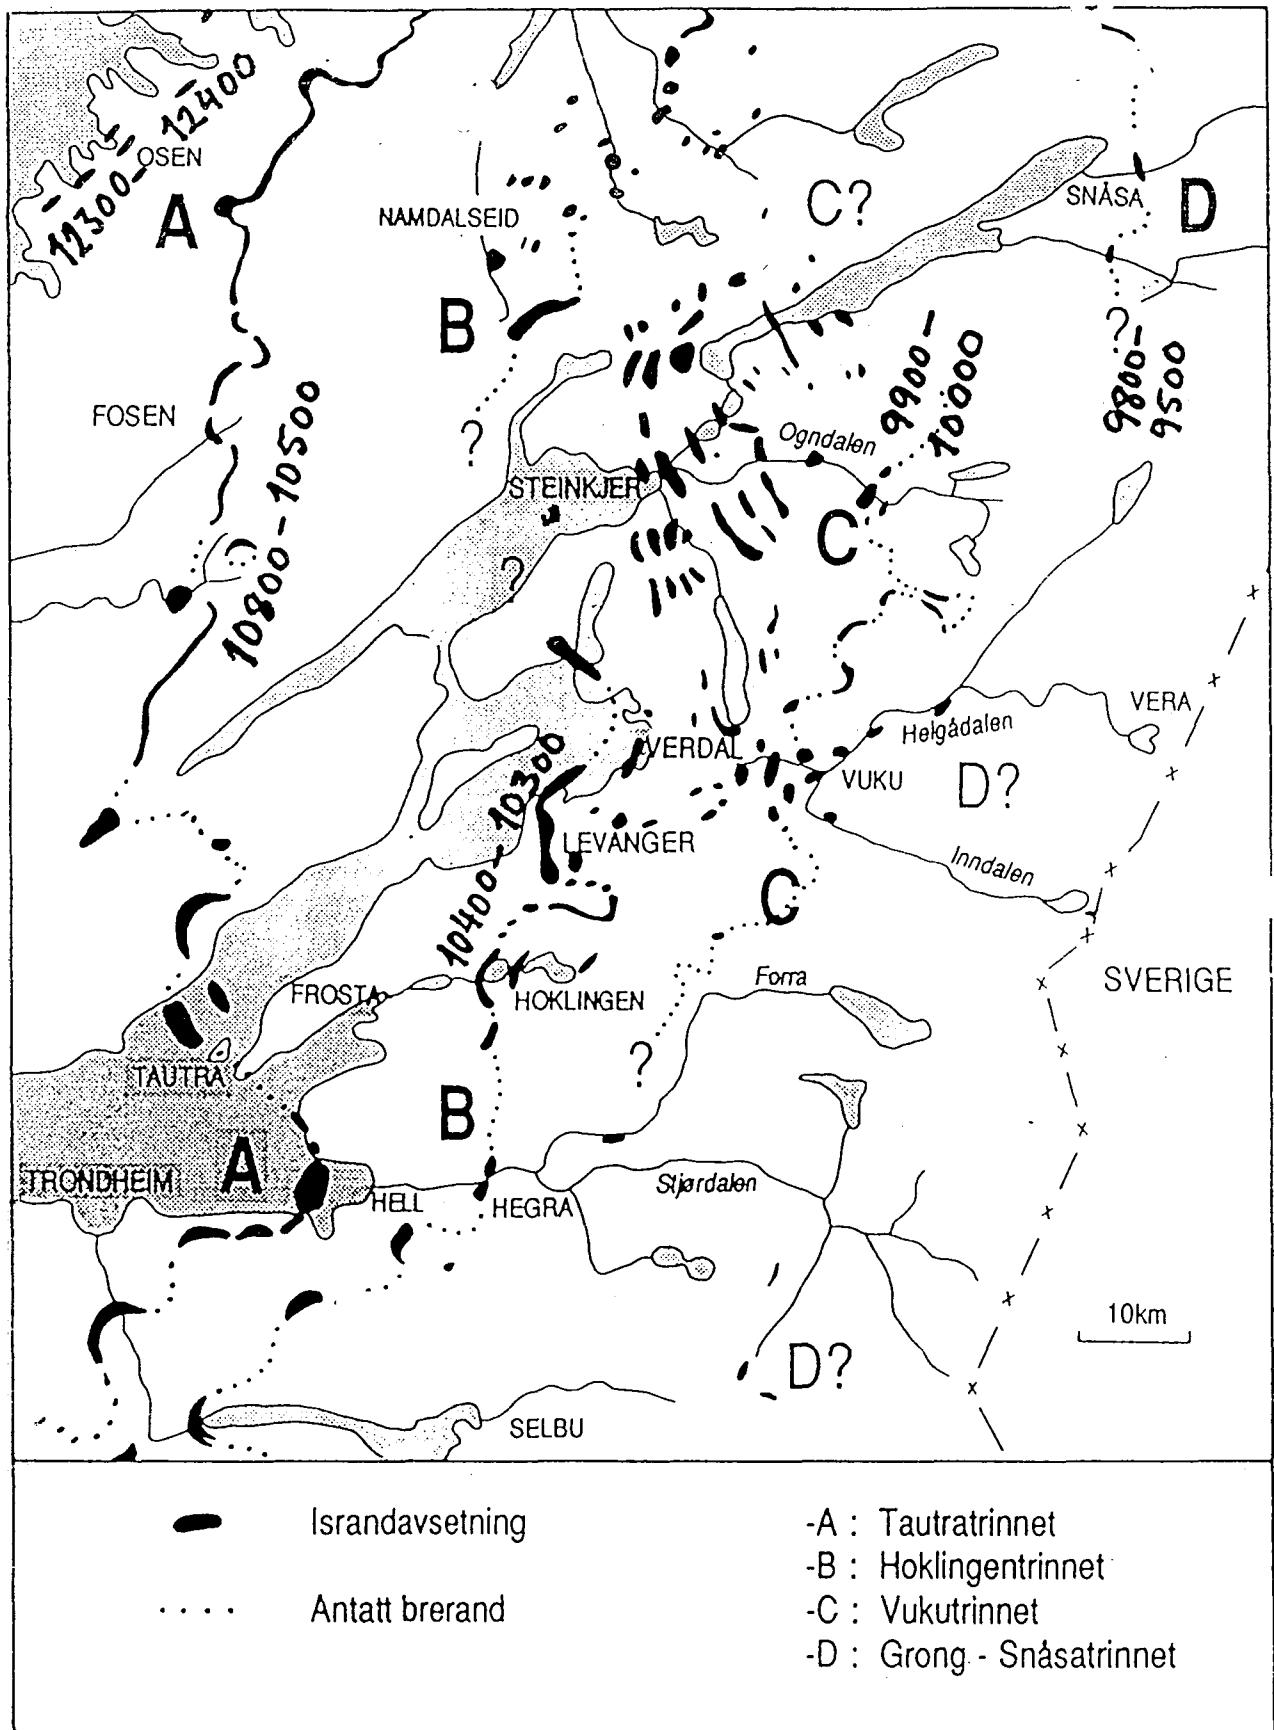 12300-12400
OSEN
A
NAMDALSEID
C?
SNÅSA
D
B
?
FOSEN
10800-10500
?
Ogndalen
9900-
10000
9800-
9500
STEINKJER
C
?
VERA
Helgådalen
VERDAL
VUKU
D?
10400-10300
LEVANGER
Inndalen
C
SVERIGE
FROSTA
HOKLINGEN
Forra
?
TAUTRA
B
A
TRONDHEIM
HELL
HEGRA
Stjørdalen
10km
D?
SELBU
Israndavsetning
Antatt brerand
-A : Tautratrinnet
-B : Hoklingentrinnet
-C : Vukutrinnet
-D : Grong - Snåsatrinnet